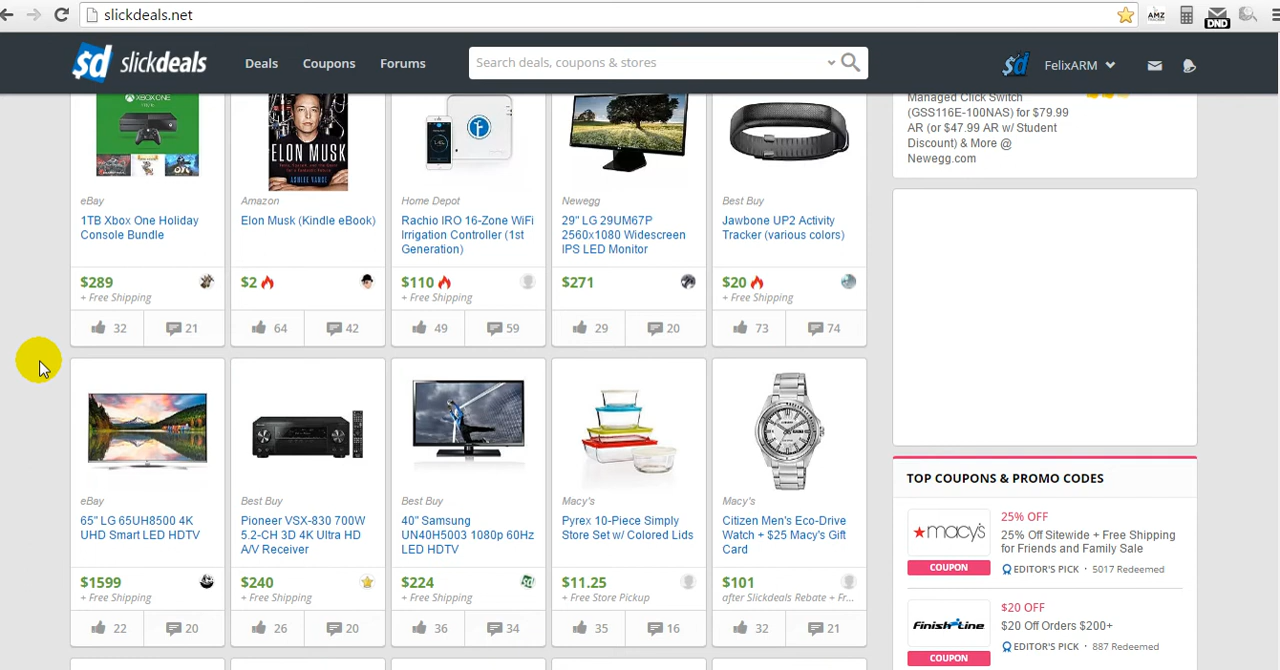 slickdeals.net
AMZ
DND
$d slickdeals
Deals
Coupons
Forums
Search deals, coupons & stores
$d
FelixARM
XBOX ONE
ELON MUSK
ASHLEE VANCE
Managed Click Switch
(GSS116E-100NAS) for $79.99
AR (or $47.99 AR w/ Student
Discount) & More @
Newegg.com
eBay
1TB Xbox One Holiday
Console Bundle
$289
+ Free Shipping
32
21
Amazon
Elon Musk (Kindle eBook)
$2
64
42
Home Depot
Rachio IRO 16-Zone WiFi
Irrigation Controller (1st
Generation)
$110
+ Free Shipping
49
59
Newegg
29" LG 29UM67P
2560x1080 Widescreen
IPS LED Monitor
$271
29
20
Best Buy
Jawbone UP2 Activity
Tracker (various colors)
$20
+ Free Shipping
73
74
eBay
65" LG 65UH8500 4K
UHD Smart LED HDTV
$1599
+ Free Shipping
22
20
Best Buy
Pioneer VSX-830 700W
5.2-CH 3D 4K Ultra HD
A/V Receiver
$240
+ Free Shipping
26
20
Best Buy
40" Samsung
UN40H5003 1080p 60Hz
LED HDTV
$224
+ Free Shipping
36
34
Macy's
Pyrex 10-Piece Simply
Store Set w/ Colored Lids
$11.25
+ Free Store Pickup
35
16
Macy's
Citizen Men's Eco-Drive
Watch + $25 Macy's Gift
Card
$101
after Slickdeals Rebate + Fr...
32
21
TOP COUPONS & PROMO CODES
macy's
COUPON
25% OFF
25% Off Sitewide + Free Shipping
for Friends and Family Sale
EDITOR'S PICK · 5017 Redeemed
FINISH LINE
COUPON
$20 OFF
$20 Off Orders $200+
EDITOR'S PICK · 887 Redeemed